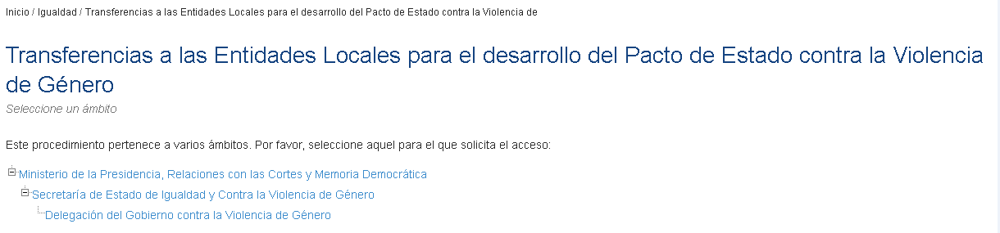 Inicio / Igualdad / Transferencias a las Entidades Locales para el desarrollo del Pacto de Estado contra la Violencia de
Transferencias a las Entidades Locales para el desarrollo del Pacto de Estado contra la Violencia
de Género
Seleccione un ámbito
Este procedimiento pertenece a varios ámbitos. Por favor, seleccione aquel para el que solicita el acceso:
Ministerio de la Presidencia, Relaciones con las Cortes y Memoria Democrática
Secretaría de Estado de Igualdad y Contra la Violencia de Género
Delegación del Gobierno contra la Violencia de Género